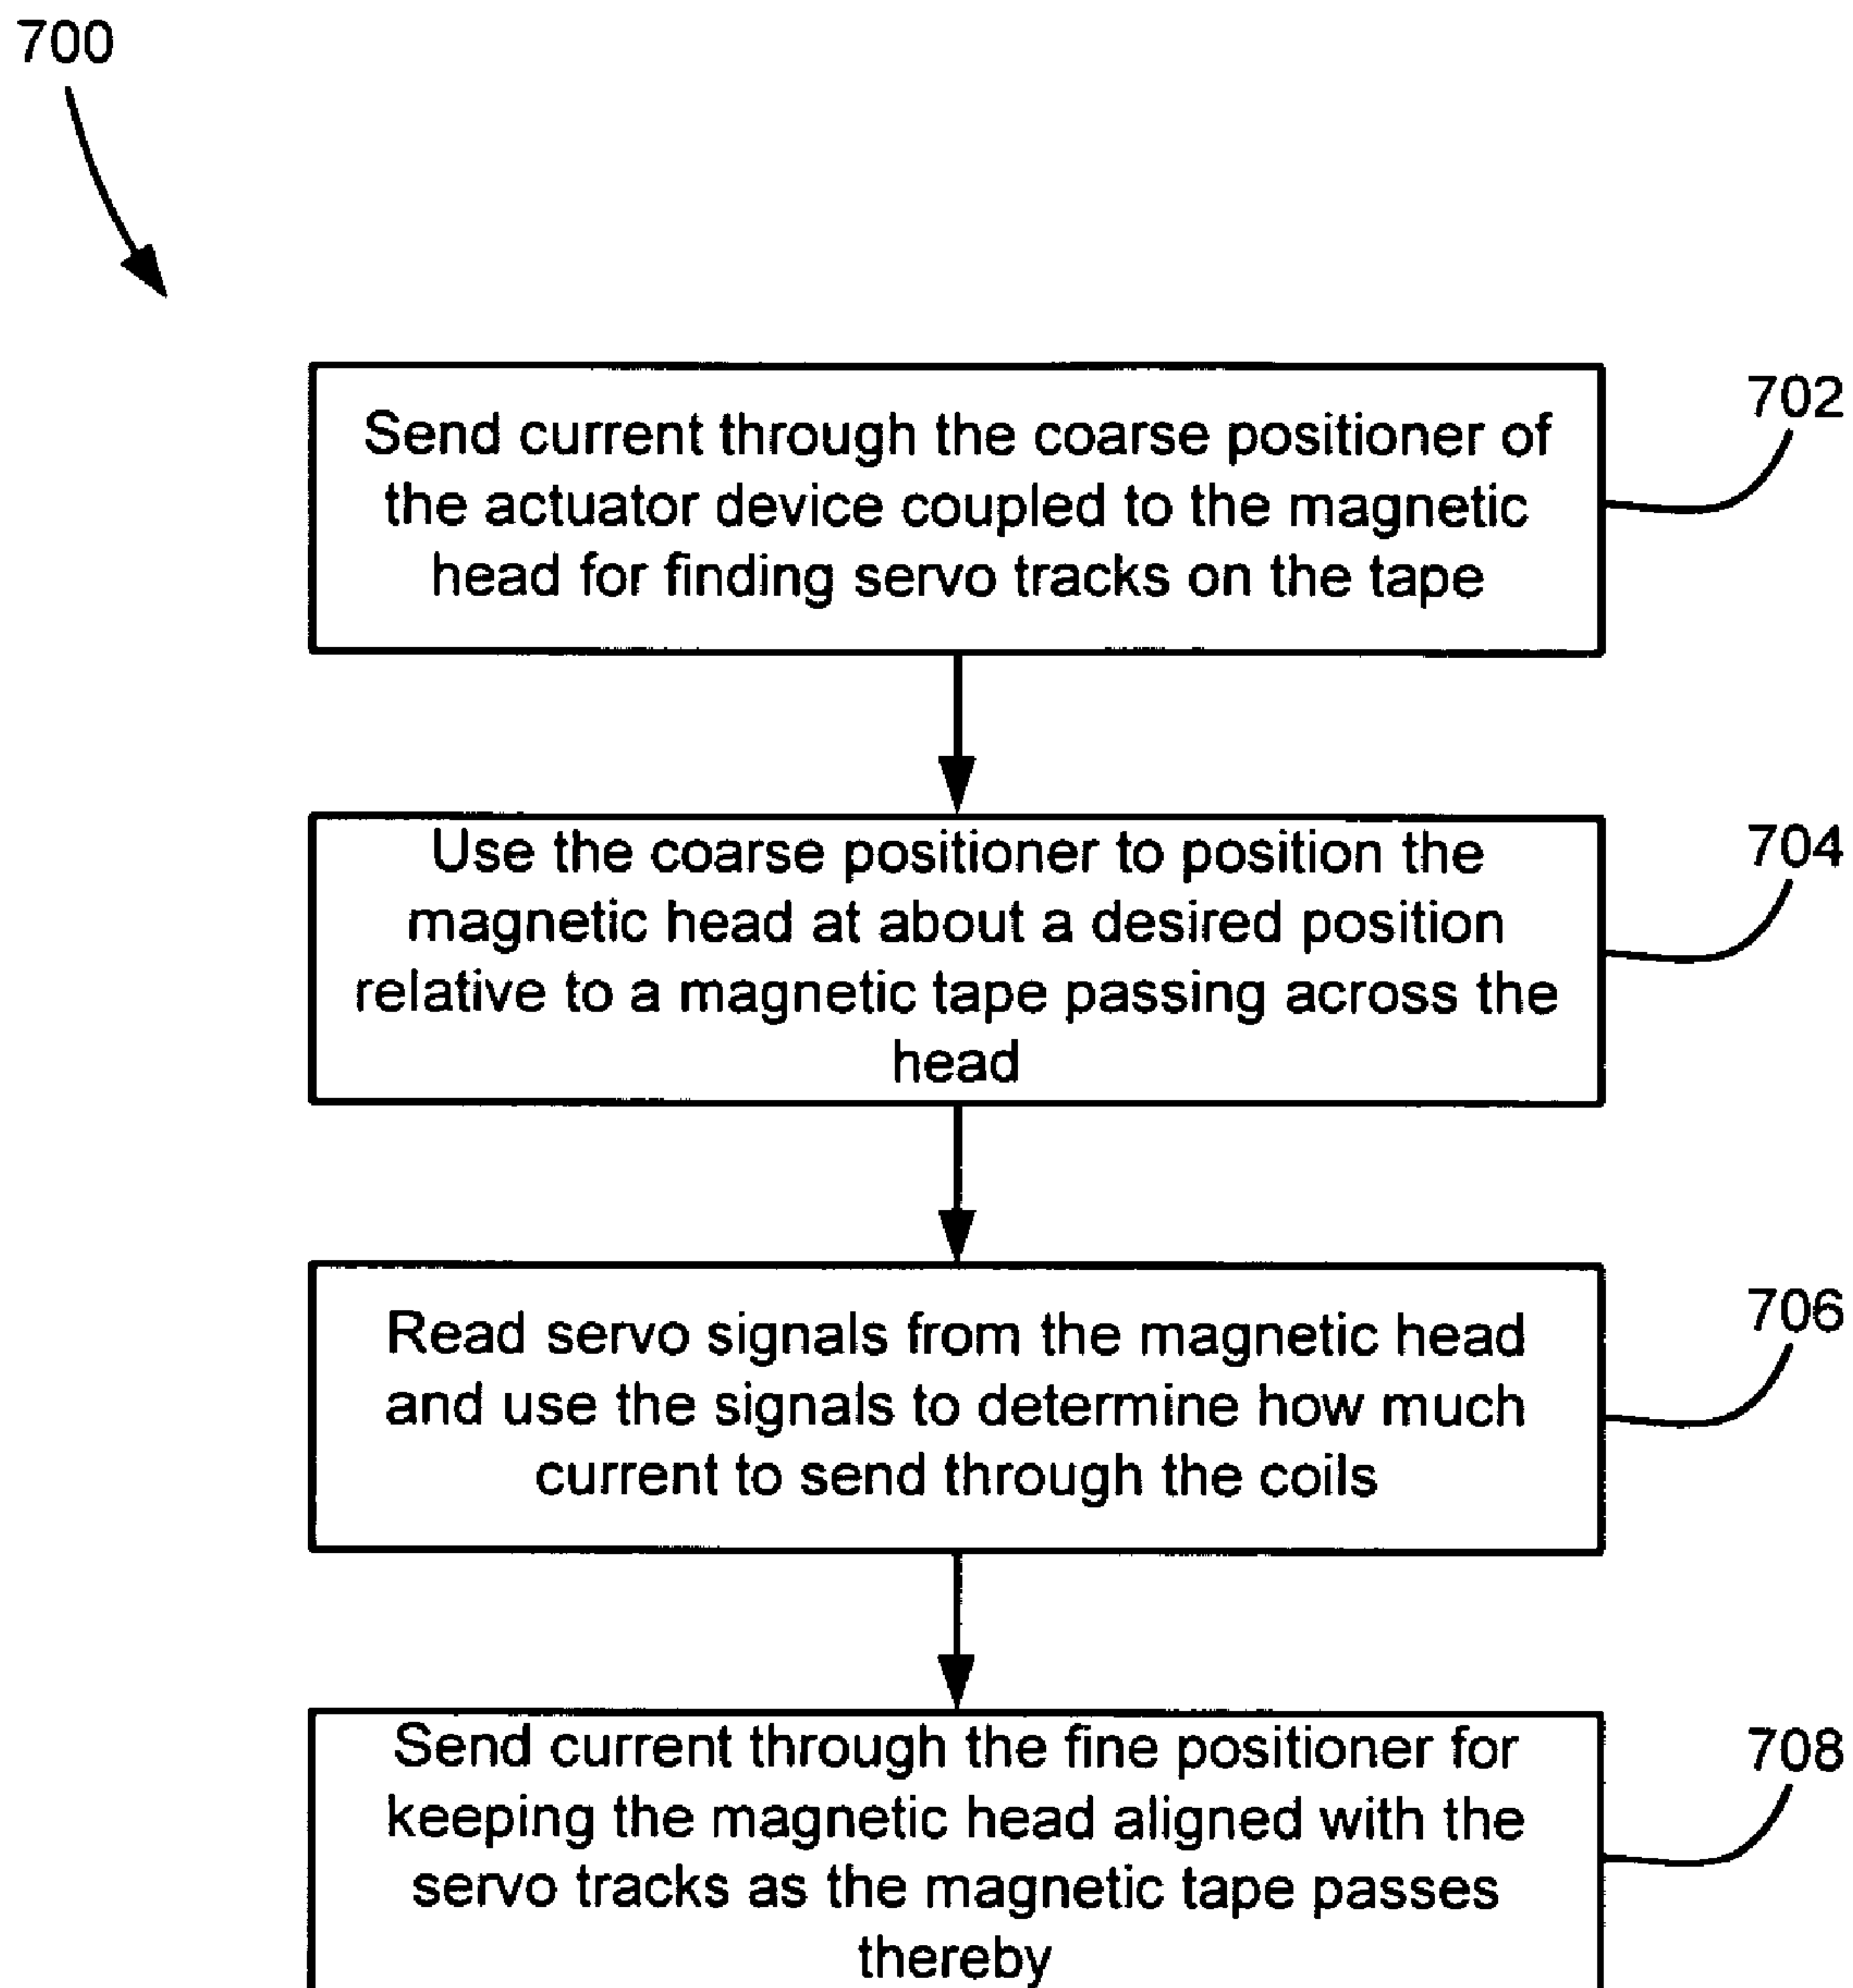 700
702
Send current through the coarse positioner of
the actuator device coupled to the magnetic
head for finding servo tracks on the tape
704
Use the coarse positioner to position the
magnetic head at about a desired position
relative to a magnetic tape passing across the
head
706
Read servo signals from the magnetic head
and use the signals to determine how much
current to send through the coils
708
Send current through the fine positioner for
keeping the magnetic head aligned with the
servo tracks as the magnetic tape passes
thereby